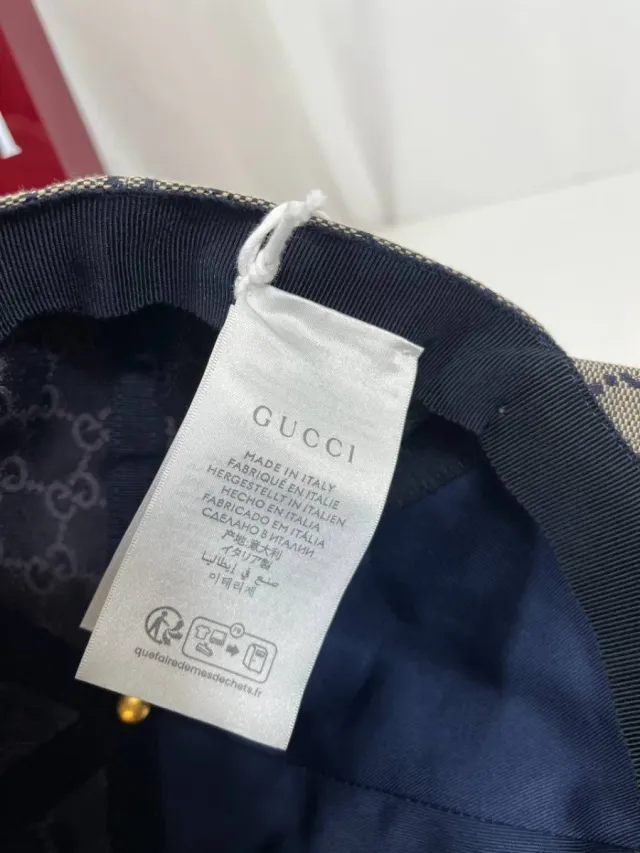 GUCCI
MADE IN ITALY
FABRIQUÉ EN ITALIE
HERGESTELLT IN ITALIEN
HECHO EN ITALIA
FABRICADO EM ITALIA
СДЕЛАНО В ИТАЛИИ
产地:意大利
イタリア製
صنع في إيطاليا
이태리제
quefairedemesdechets.fr